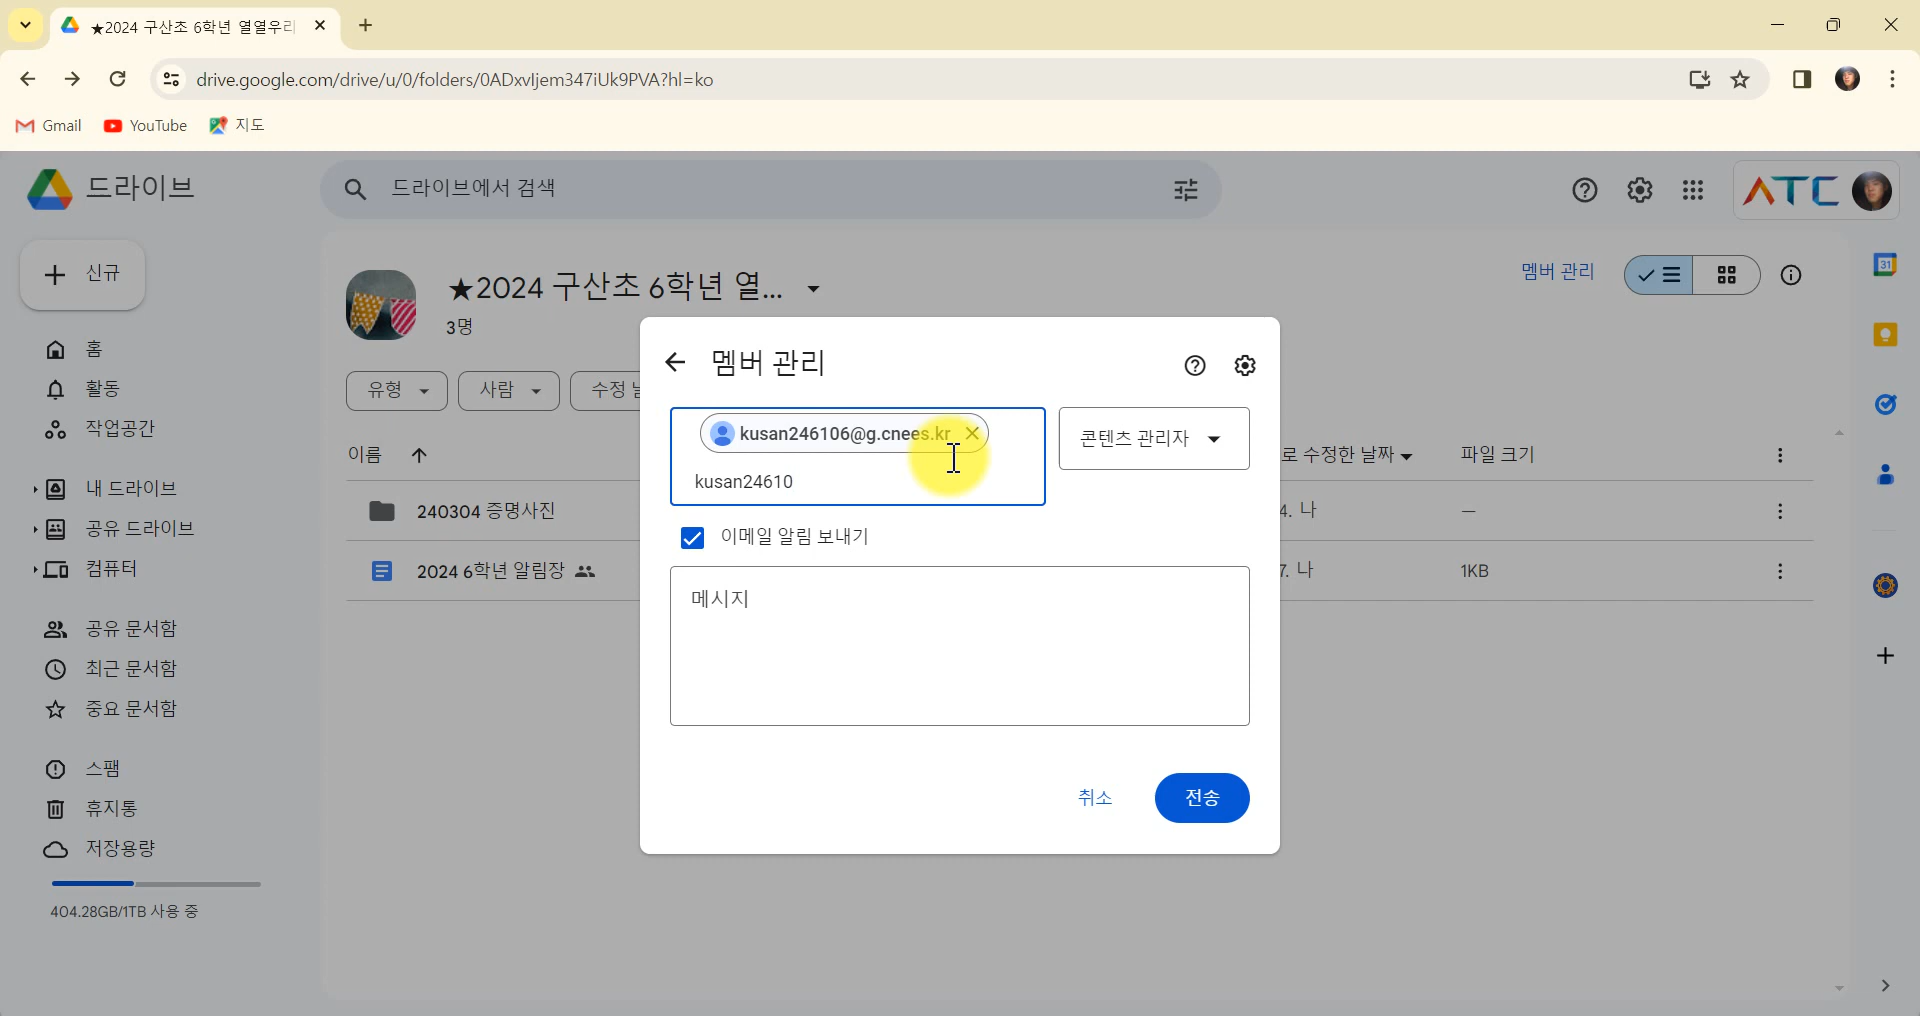 ★2024 구산초 6학년 열열우리
drive.google.com/drive/u/0/folders/0ADxvljem347iUk9PVA?hl=ko
Gmail
YouTube
지도
드라이브
드라이브에서 검색
ATC
신규
★2024 구산초 6학년 열...
3명
멤버 관리
31
홈
활동
작업공간
유형
사람
수정 날
이름
로 수정한 날짜
파일 크기
내 드라이브
공유 드라이브
컴퓨터
240304 증명사진
4. 나
—
2024 6학년 알림장
7. 나
1KB
공유 문서함
최근 문서함
중요 문서함
스팸
휴지통
저장용량
404.28GB/1TB 사용 중
멤버 관리
kusan246106@g.cnees.kr
콘텐츠 관리자
kusan24610
이메일 알림 보내기
메시지
취소
전송